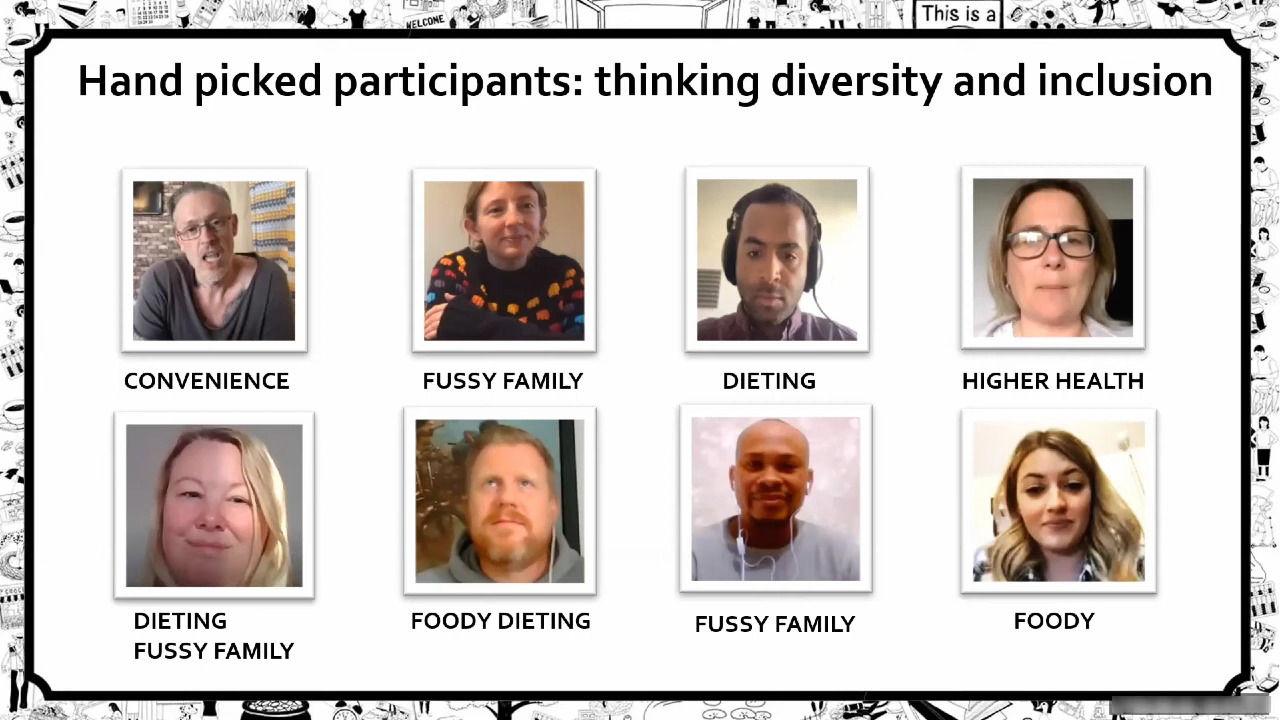 WELCOME
This is a
Hand picked participants: thinking diversity and inclusion
CONVENIENCE
FUSSY FAMILY
DIETING
HIGHER HEALTH
DIETING
FUSSY FAMILY
FOODY DIETING
FUSSY FAMILY
FOODY